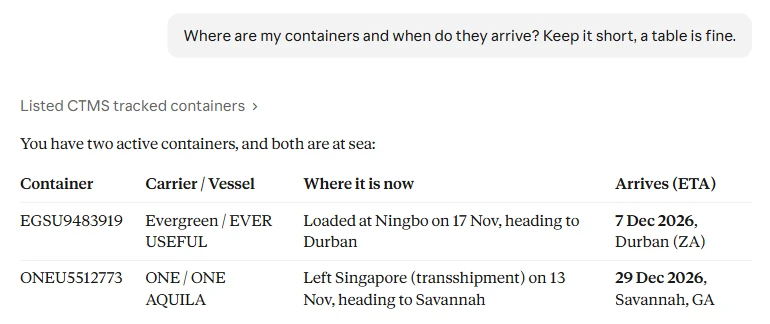 Where are my containers and when do they arrive? Keep it short, a table is fine.
Listed CTMS tracked containers >
You have two active containers, and both are at sea:
Container Carrier / Vessel Where it is now Arrives (ETA)
EGSU9483919 Evergreen / EVER Loaded at Ningbo on 17 Nov, heading to 7 Dec 2026,
USEFUL Durban Durban (ZA)
ONEU5512773 ONE / ONE Left Singapore (transshipment) on 13 29 Dec 2026,
AQUILA Nov, heading to Savannah Savannah, GA